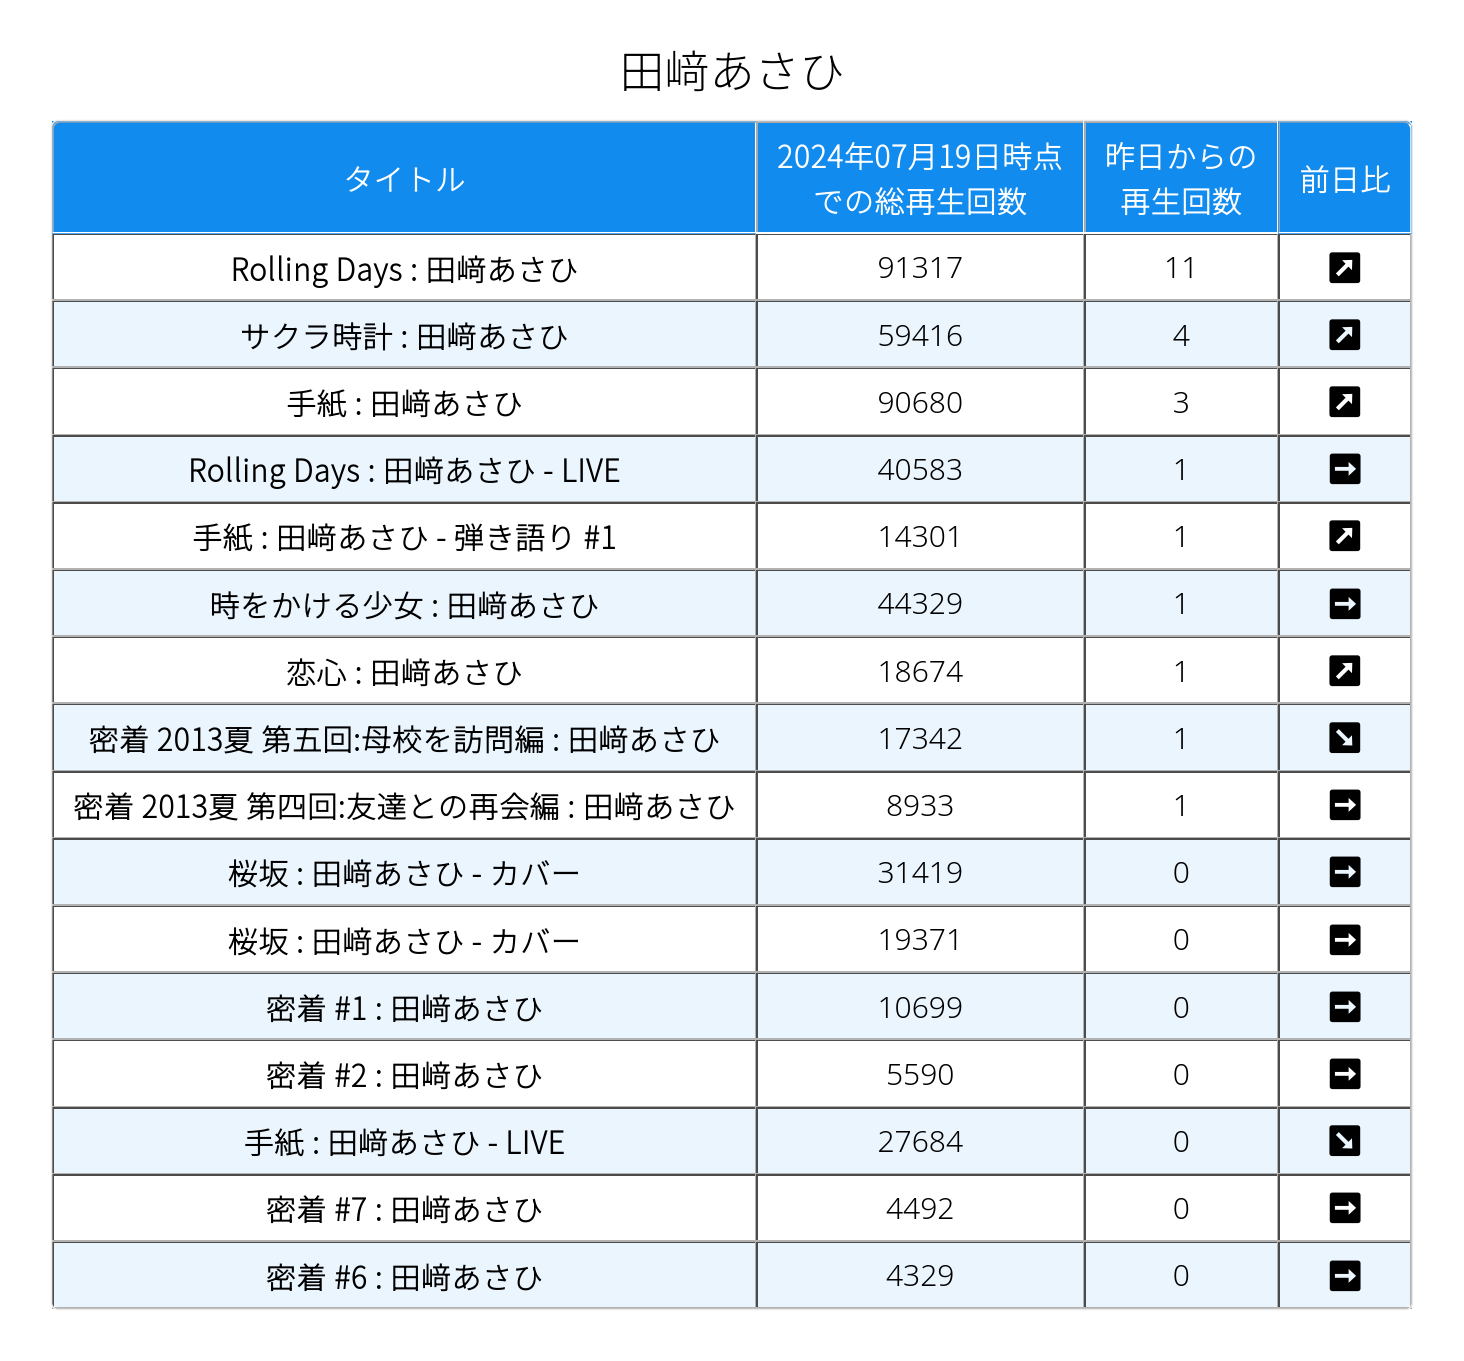 田﨑あさひ
タイトル
2024年07月19日時点
での総再生回数
昨日からの
再生回数
前日比
Rolling Days : 田﨑あさひ 91317 11 ↗
サクラ時計 : 田﨑あさひ 59416 4 ↗
手紙 : 田﨑あさひ 90680 3 ↗
Rolling Days : 田﨑あさひ - LIVE 40583 1 →
手紙 : 田﨑あさひ - 弾き語り #1 14301 1 ↗
時をかける少女 : 田﨑あさひ 44329 1 →
恋心 : 田﨑あさひ 18674 1 ↗
密着 2013夏 第五回:母校を訪問編 : 田﨑あさひ 17342 1 ↘
密着 2013夏 第四回:友達との再会編 : 田﨑あさひ 8933 1 →
桜坂 : 田﨑あさひ - カバー 31419 0 →
桜坂 : 田﨑あさひ - カバー 19371 0 →
密着 #1 : 田﨑あさひ 10699 0 →
密着 #2 : 田﨑あさひ 5590 0 →
手紙 : 田﨑あさひ - LIVE 27684 0 ↘
密着 #7 : 田﨑あさひ 4492 0 →
密着 #6 : 田﨑あさひ 4329 0 →